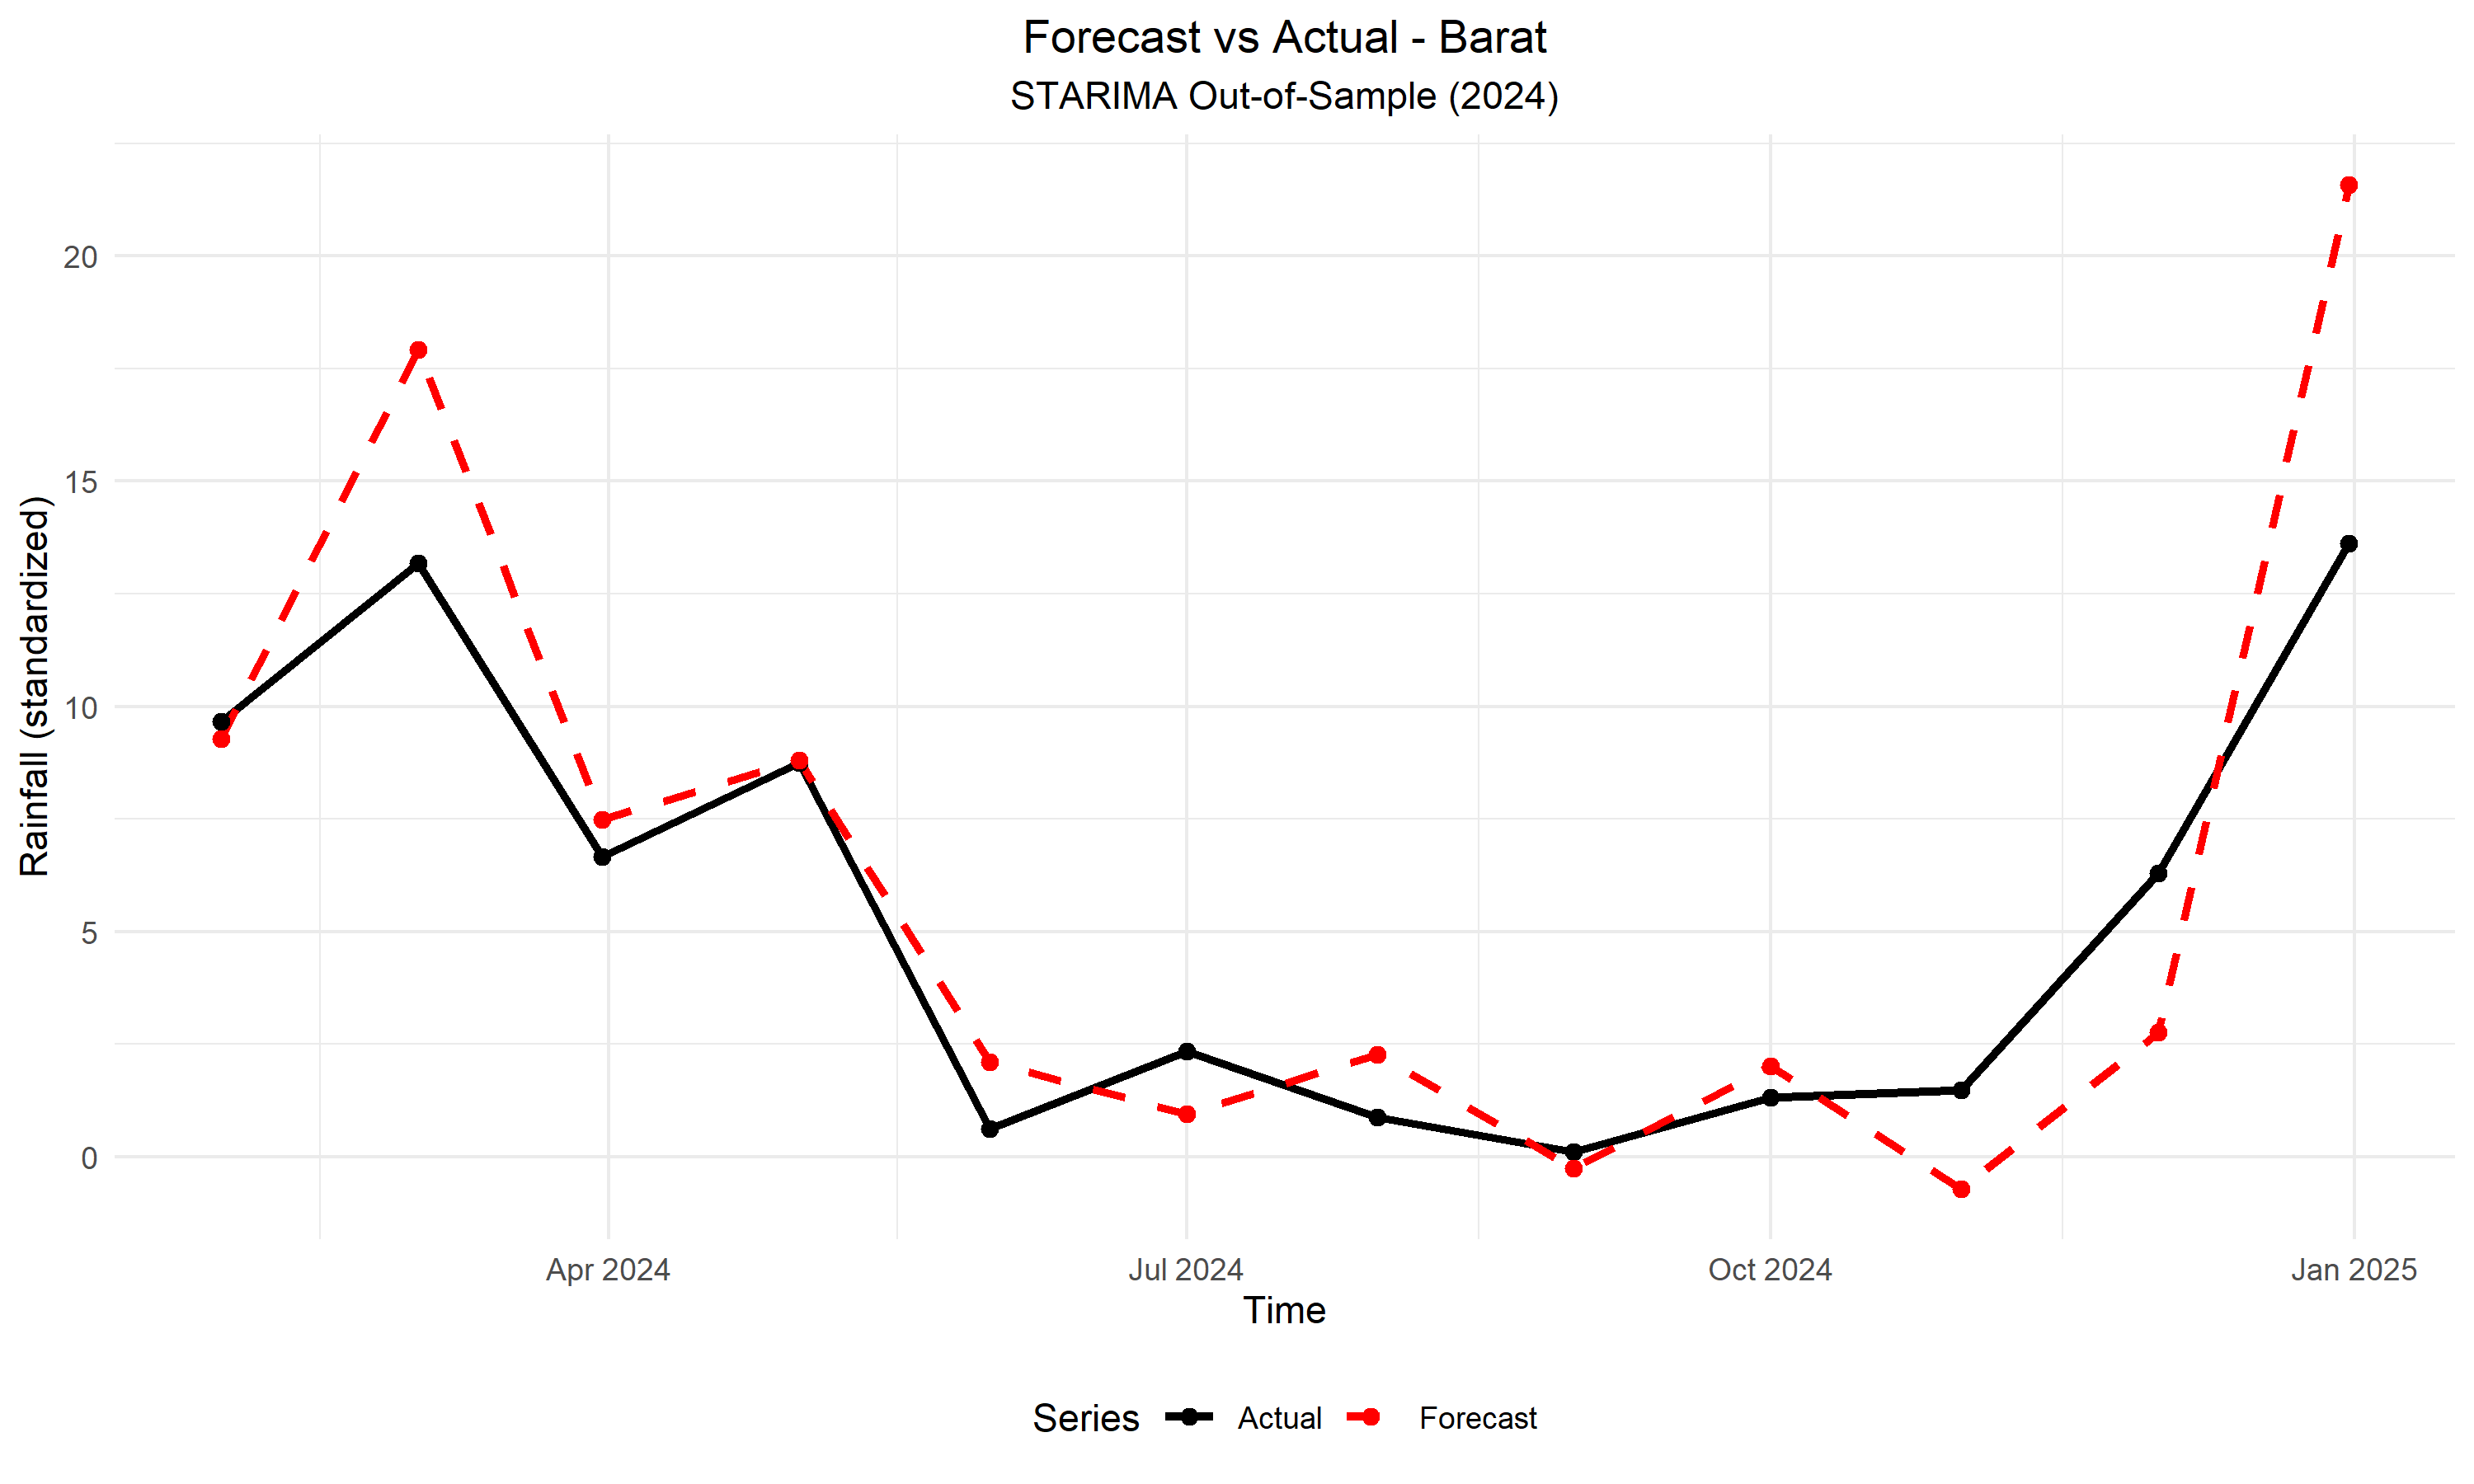 Forecast vs Actual - Barat
STARIMA Out-of-Sample (2024)
Rainfall (standardized)
20
15
10
5
0
Apr 2024
Jul 2024
Oct 2024
Jan 2025
Time
Series
Actual
Forecast